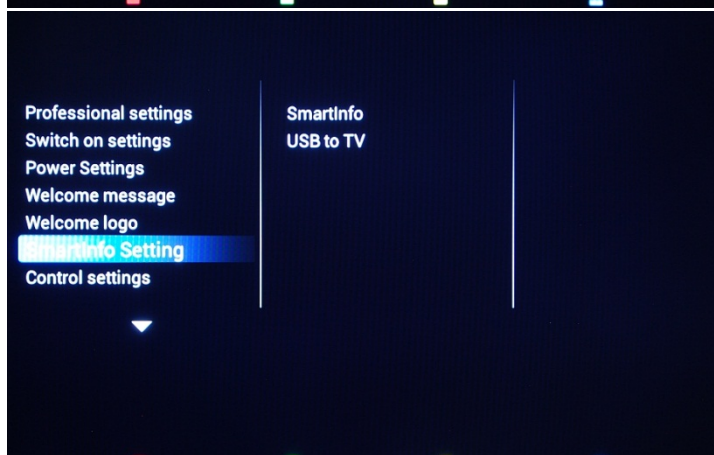 Professional settings
Switch on settings
Power Settings
Welcome message
Welcome logo
SmartInfo Setting
Control settings
SmartInfo
USB to TV